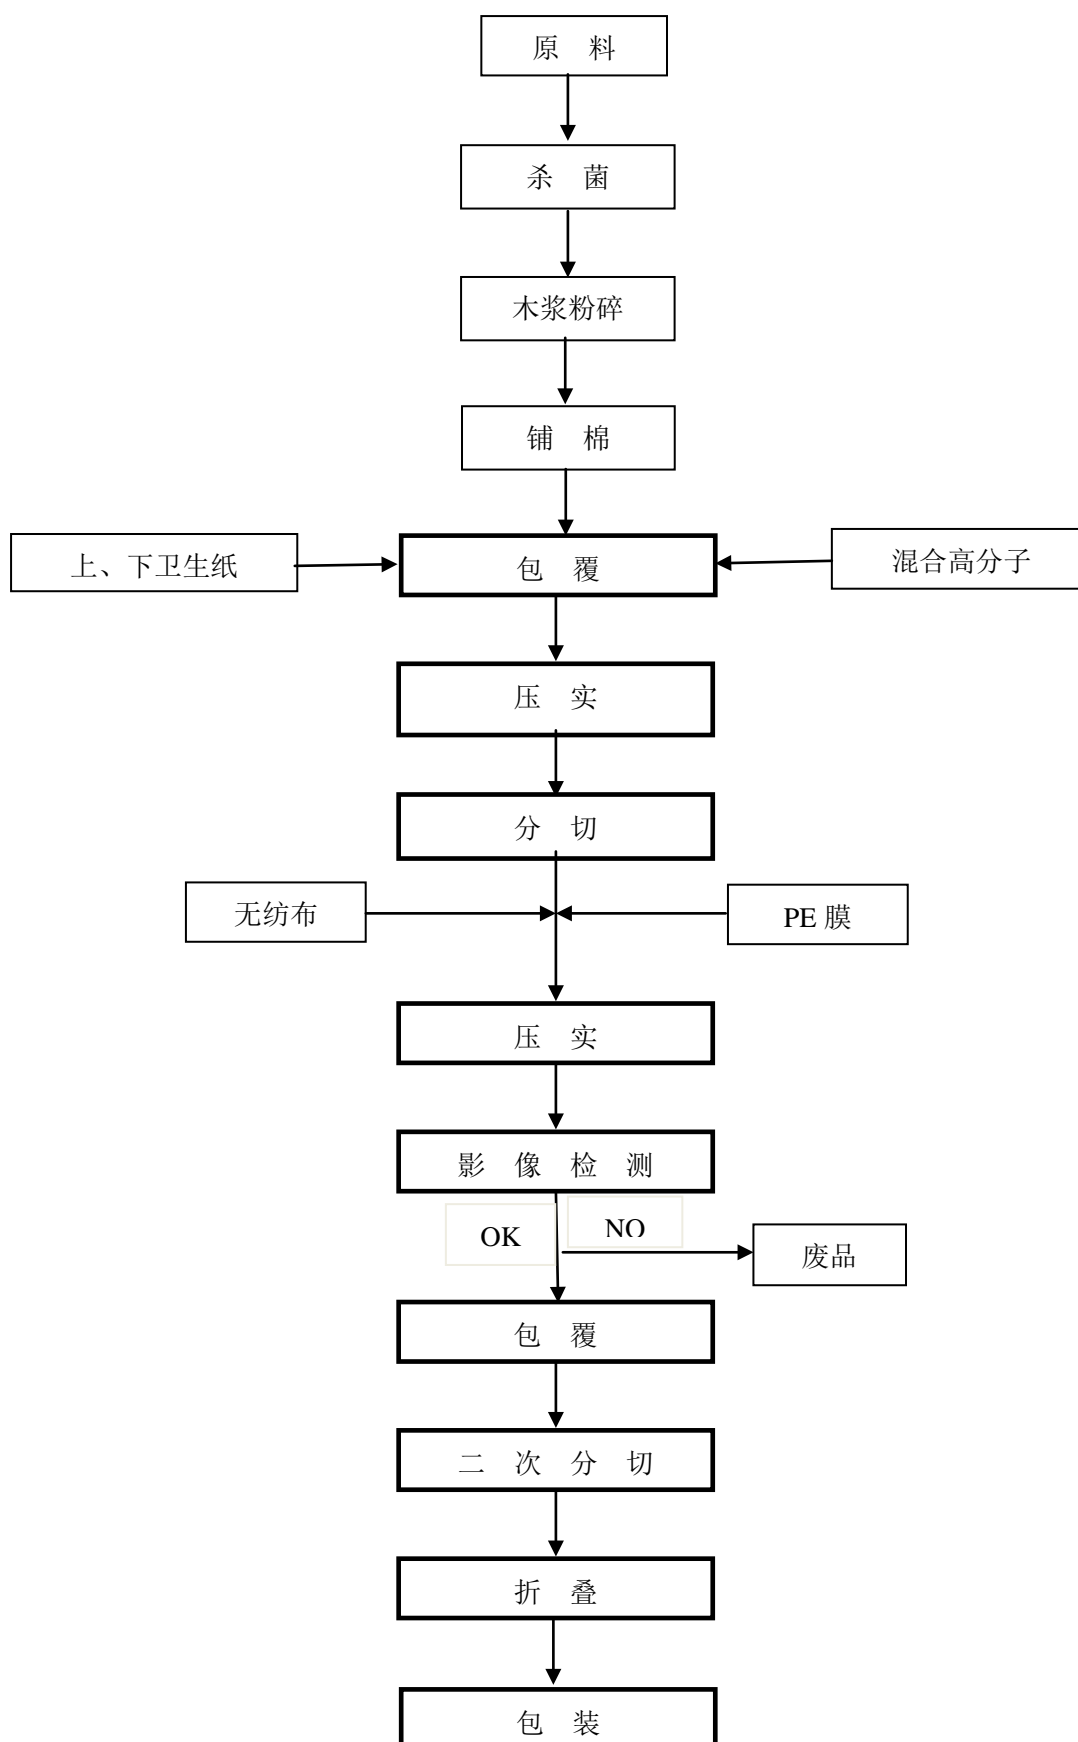 原 料
杀 菌
木浆粉碎
铺 棉
上、下卫生纸
包 覆
混合高分子
压 实
分 切
无纺布
PE 膜
压 实
影 像 检 测
OK
NO
废品
包 覆
二 次 分 切
折 叠
包 装